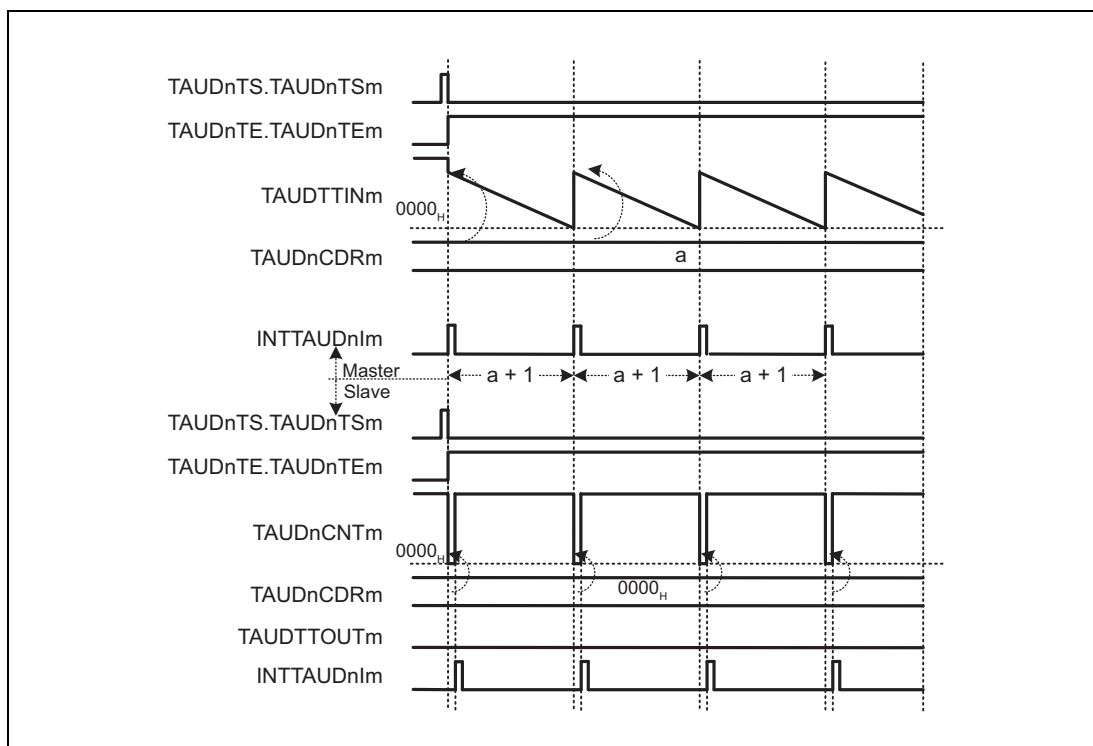 TAUDnTS.TAUDnTSm
TAUDnTE.TAUDnTEm
TAUDTTINm
0000H
TAUDnCDRm
a
INTTAUDnIm
Master
a + 1
a + 1
a + 1
Slave
TAUDnTS.TAUDnTSm
TAUDnTE.TAUDnTEm
TAUDnCNTm
0000H
TAUDnCDRm
0000H
TAUDTTOUTm
INTTAUDnIm